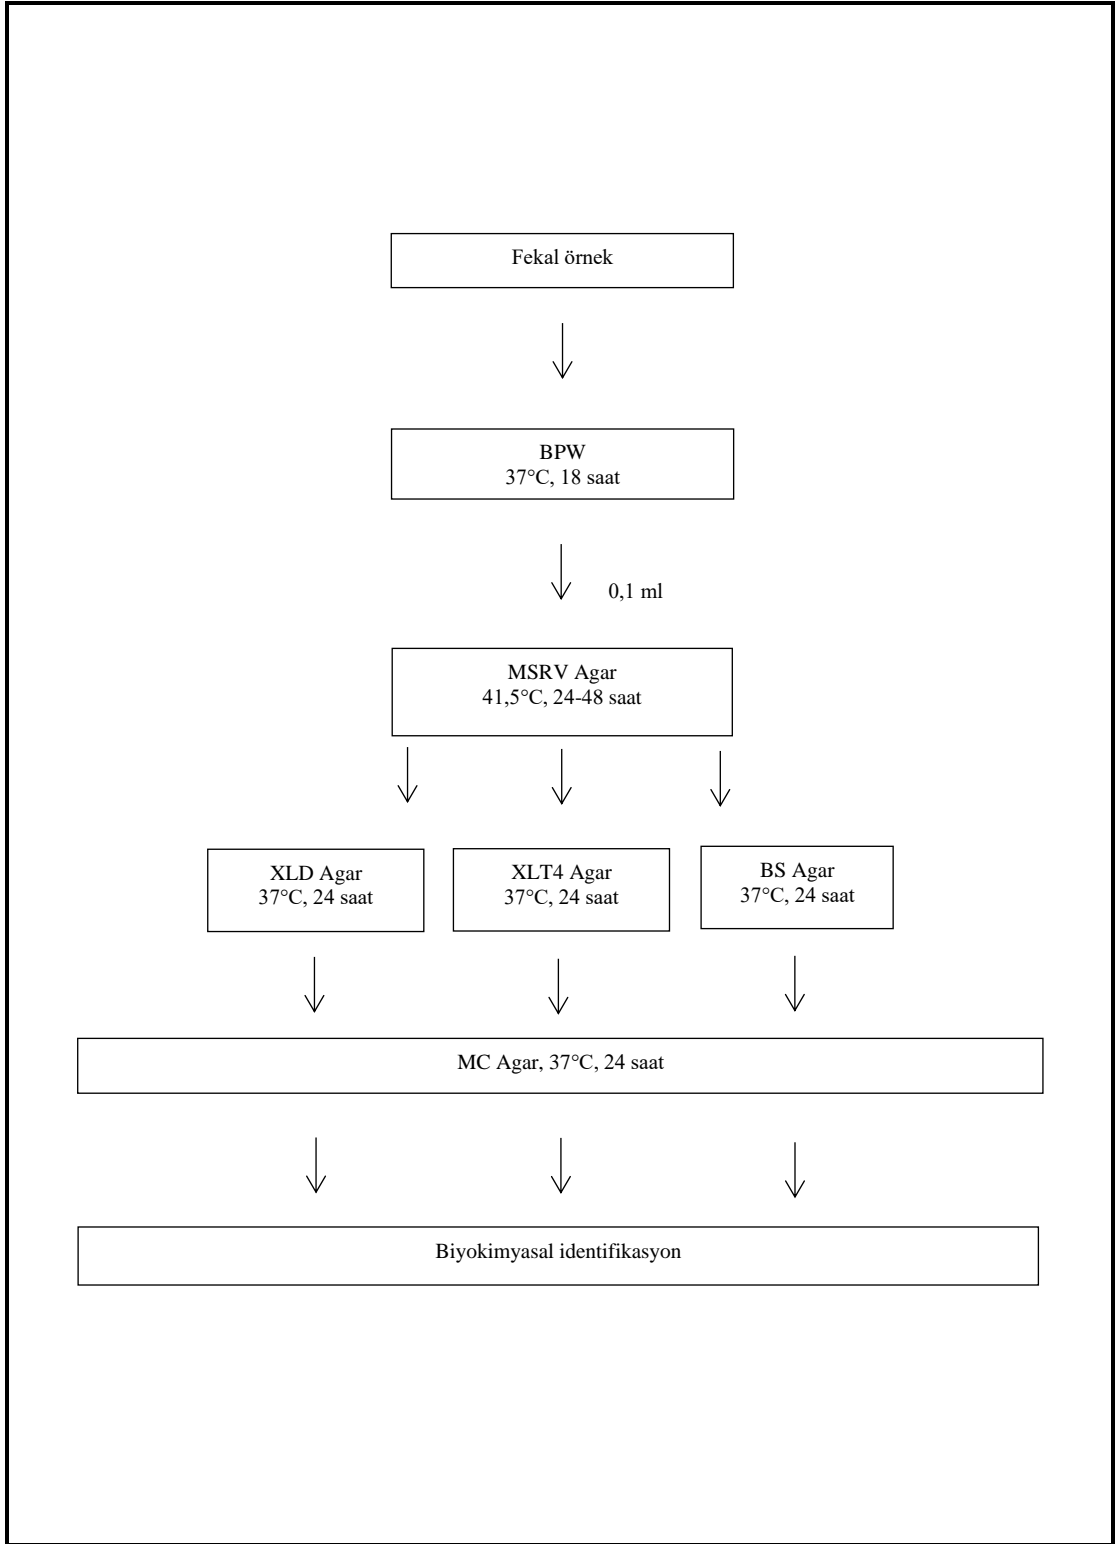 Fekal örnek
BPW
37°C, 18 saat
0,1 ml
MSRV Agar
41,5°C, 24-48 saat
XLD Agar
37°C, 24 saat
XLT4 Agar
37°C, 24 saat
BS Agar
37°C, 24 saat
MC Agar, 37°C, 24 saat
Biyokimyasal identifikasyon